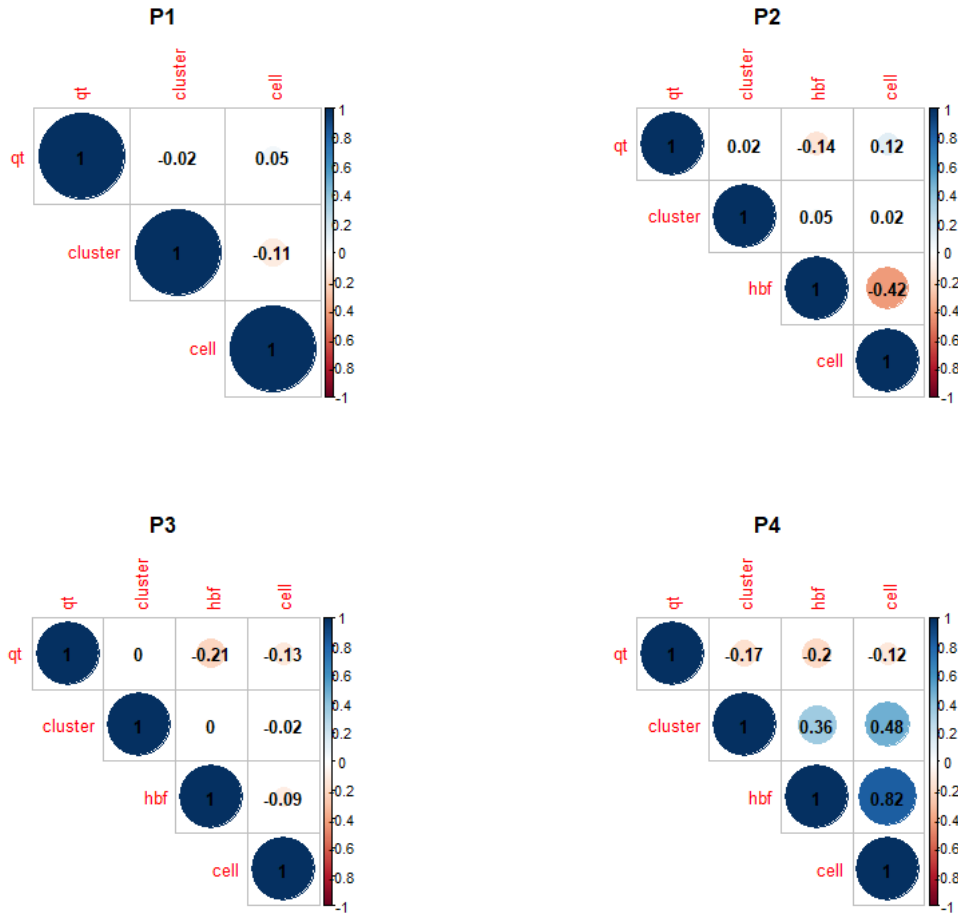 P1
qt
cluster
cell
qt
1
-0.02
0.05
cluster
1
-0.11
cell
1
1
0.8
0.6
0.4
0.2
0
-0.2
-0.4
-0.6
-0.8
-1
P2
qt
cluster
hbf
cell
qt
1
0.02
-0.14
0.12
cluster
1
0.05
0.02
hbf
1
-0.42
cell
1
1
0.8
0.6
0.4
0.2
0
-0.2
-0.4
-0.6
-0.8
-1
P3
qt
cluster
hbf
cell
qt
1
0
-0.21
-0.13
cluster
1
0
-0.02
hbf
1
-0.09
cell
1
1
0.8
0.6
0.4
0.2
0
-0.2
-0.4
-0.6
-0.8
-1
P4
qt
cluster
hbf
cell
qt
1
-0.17
-0.2
-0.12
cluster
1
0.36
0.48
hbf
1
0.82
cell
1
1
0.8
0.6
0.4
0.2
0
-0.2
-0.4
-0.6
-0.8
-1